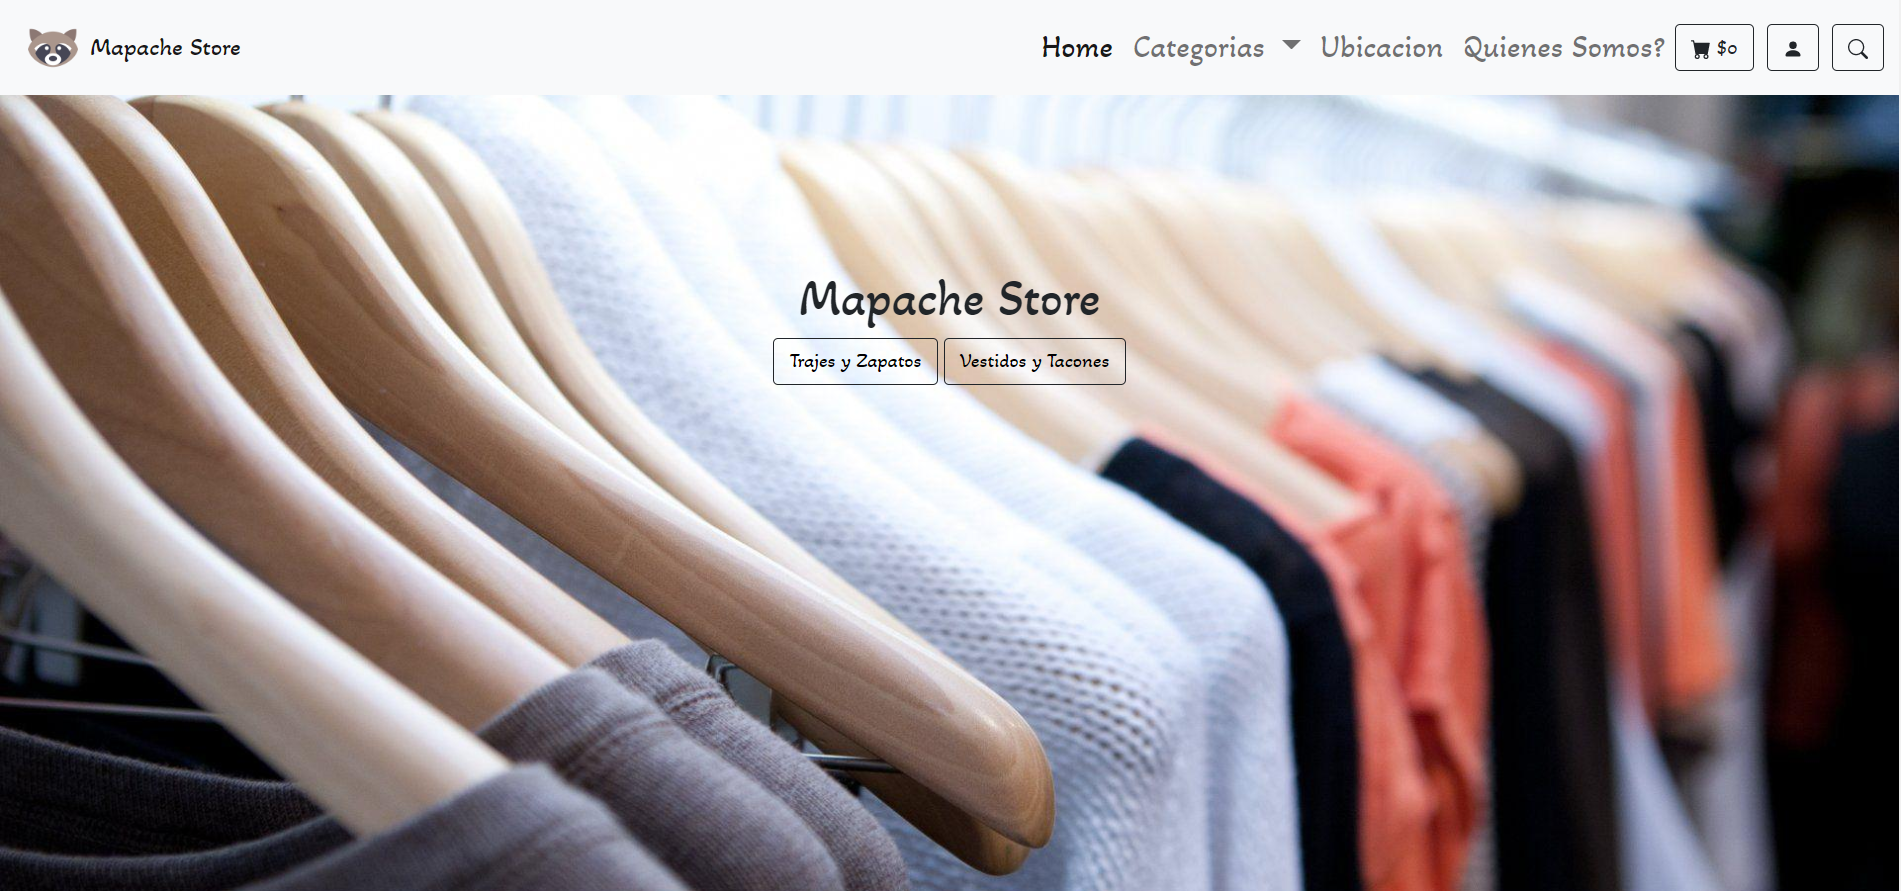 Mapache Store
Home Categorias Ubicacion Quienes Somos? $0
Mapache Store
Trajes y Zapatos Vestidos y Tacones